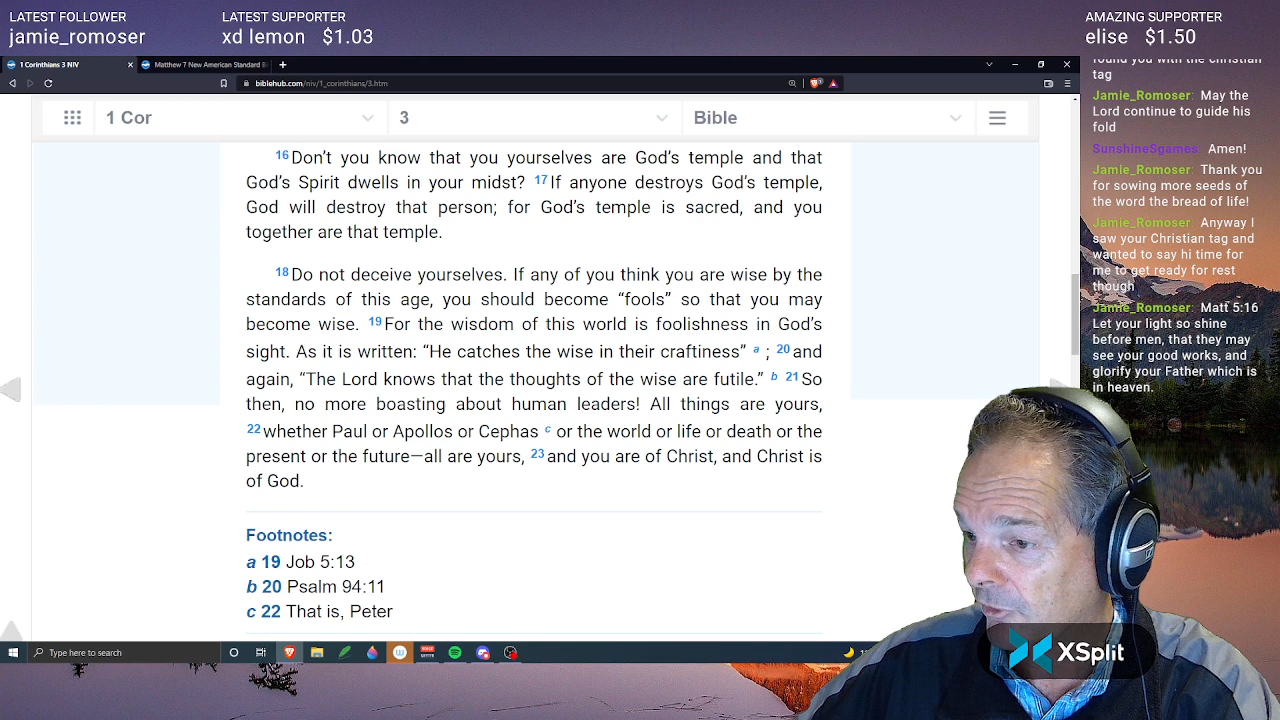 LATEST FOLLOWER
jamie_romoser
LATEST SUPPORTER
xd lemon $1.03
AMAZING SUPPORTER
elise $1.50
1 Corinthians 3 NIV
Matthew 7 New American Standard Bi
biblehub.com/niv/1_corinthians/3.htm
1 Cor
3
Bible
16 Don't you know that you yourselves are God's temple and that
God's Spirit dwells in your midst? 17 If anyone destroys God's temple,
God will destroy that person; for God's temple is sacred, and you
together are that temple.
18 Do not deceive yourselves. If any of you think you are wise by the
standards of this age, you should become “fools” so that you may
become wise. 19 For the wisdom of this world is foolishness in God's
sight. As it is written: “He catches the wise in their craftiness” a ; 20 and
again, “The Lord knows that the thoughts of the wise are futile.” b 21 So
then, no more boasting about human leaders! All things are yours,
22 whether Paul or Apollos or Cephas c or the world or life or death or the
present or the future—all are yours, 23 and you are of Christ, and Christ is
of God.
Footnotes:
a 19 Job 5:13
b 20 Psalm 94:11
c 22 That is, Peter
Type here to search
found you with the christian
tag
Jamie_Romoser: May the
Lord continue to guide his
fold
SunshineSgames: Amen!
Jamie_Romoser: Thank you
for sowing more seeds of
the word the bread of life!
Jamie_Romoser: Anyway I
saw your Christian tag and
wanted to say hi time for
me to get ready for rest
though
Jamie_Romoser: Matt 5:16
Let your light so shine
before men, that they may
see your good works, and
glorify your Father which is
in heaven.
XSplit